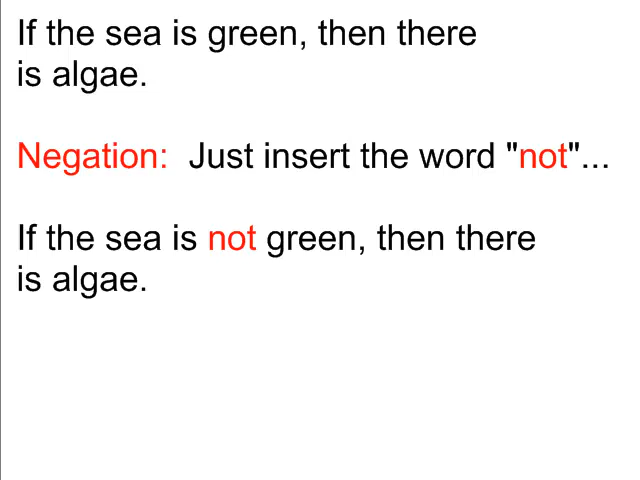 If the sea is green, then there
is algae.
Negation:  Just insert the word "not"...
If the sea is not green, then there
is algae.